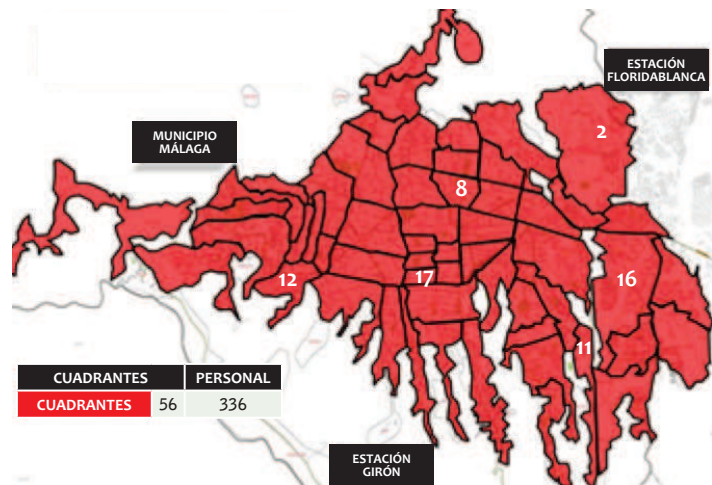 ESTACIÓN
FLORIDABLANCA
2
MUNICIPIO
MÁLAGA
8
12
17
16
11
CUADRANTES PERSONAL
CUADRANTES 56 336
ESTACIÓN
GIRÓN